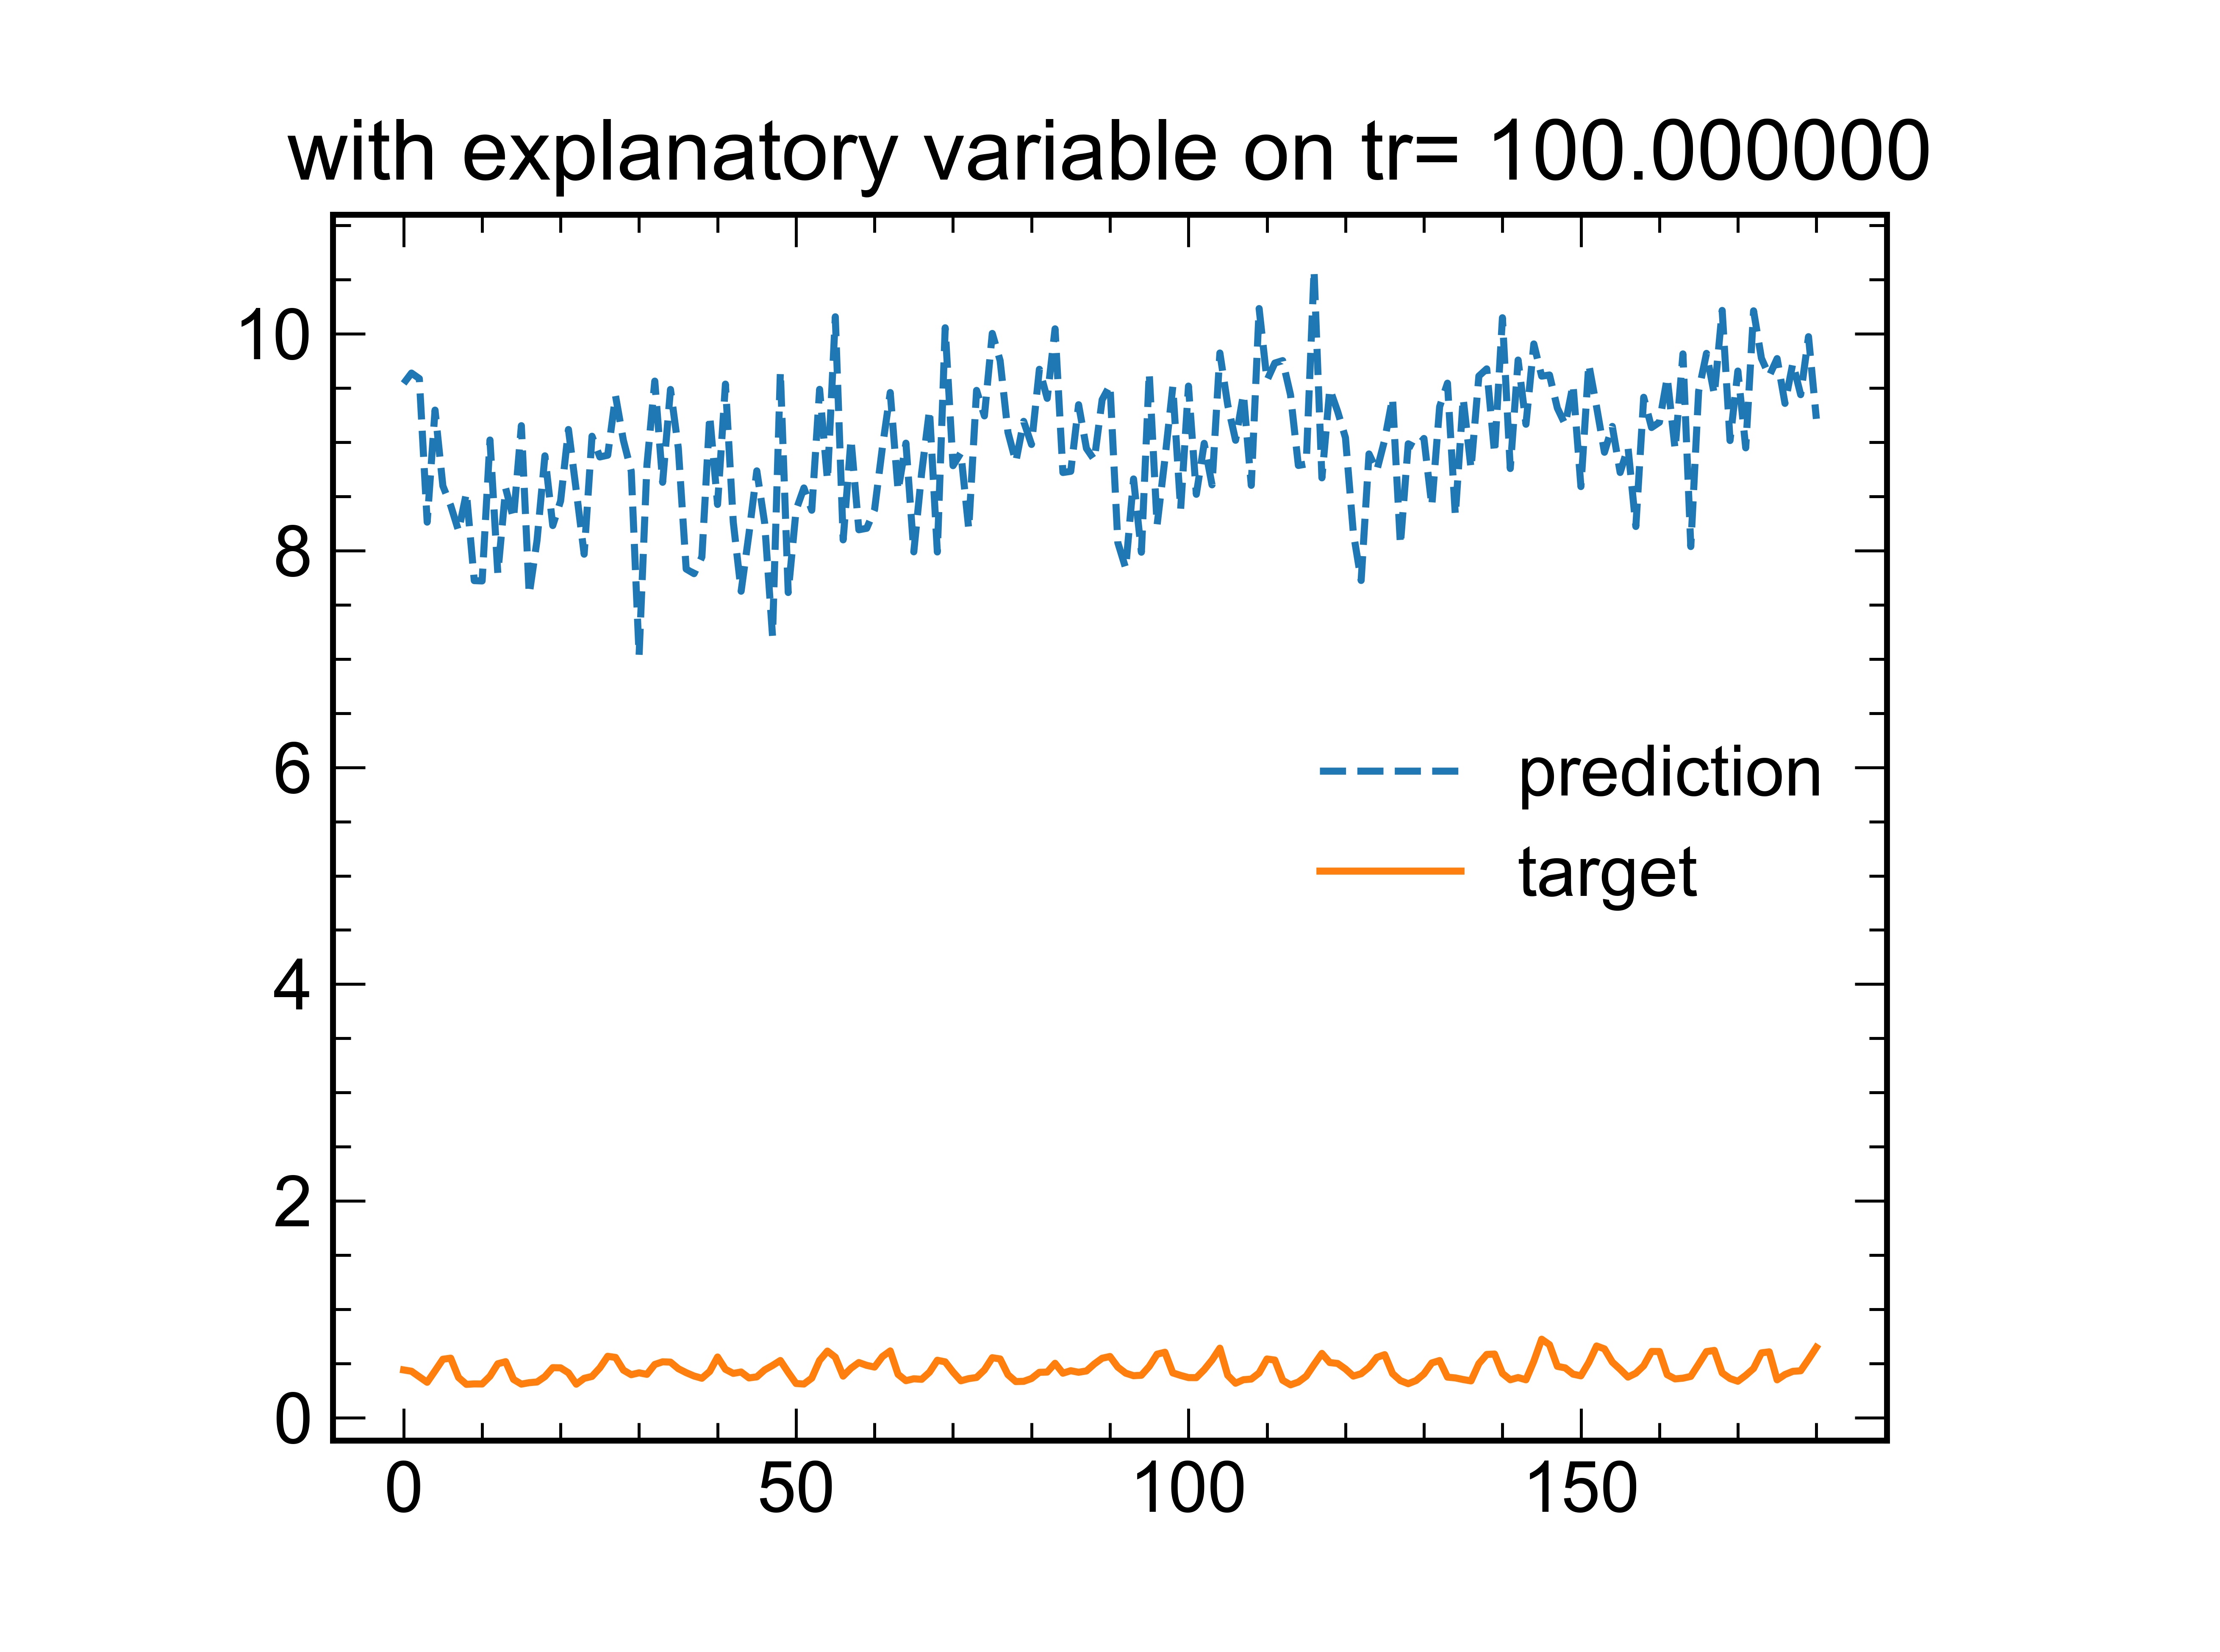 with explanatory variable on tr= 100.000000
10
8
6
4
2
0
prediction
target
0 50 100 150